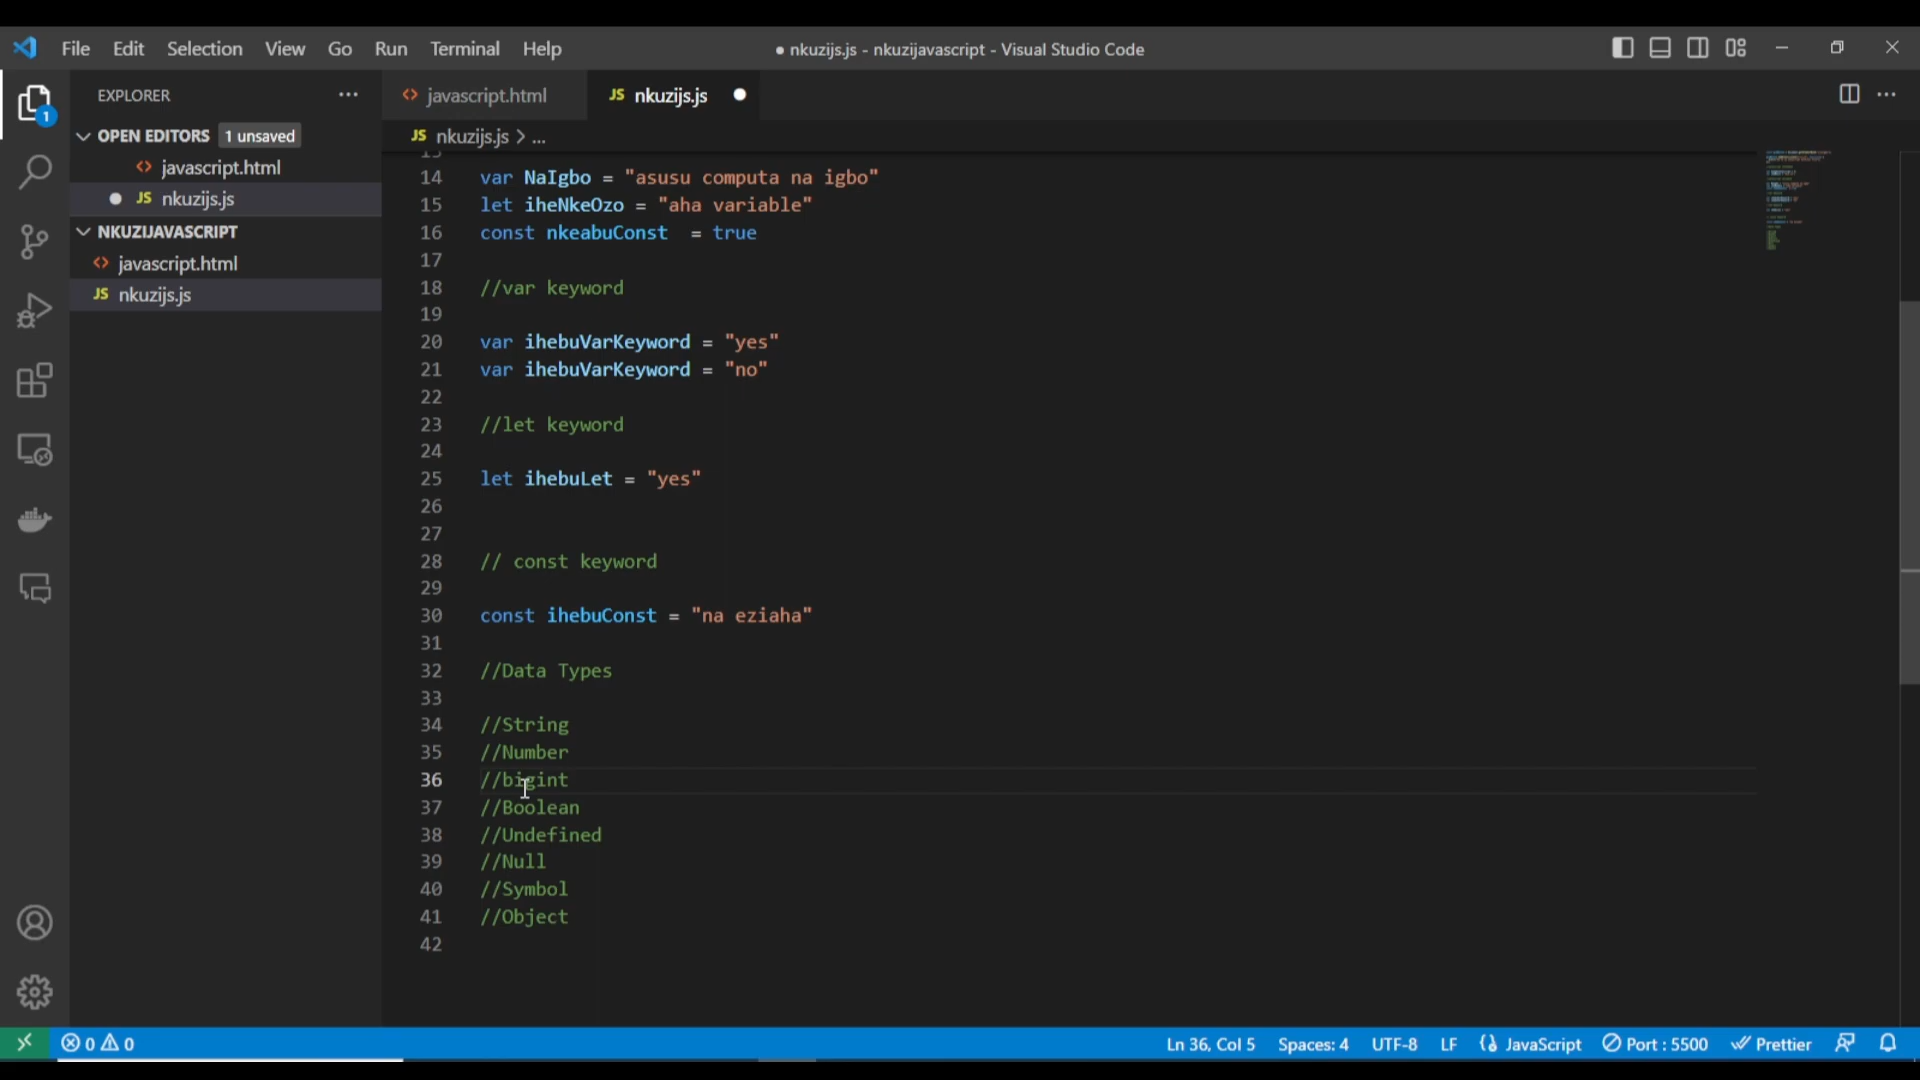 File Edit Selection View Go Run Terminal Help
● nkuzijs.js - nkuzijavascript - Visual Studio Code
EXPLORER
OPEN EDITORS 1 unsaved
<> javascript.html
● JS nkuzijs.js
NKUZIJAVASCRIPT
<> javascript.html
JS nkuzijs.js
1
<> javascript.html
JS nkuzijs.js ●
JS nkuzijs.js > ...
14 var NaIgbo = "asusu computa na igbo"
15 let iheNkeOzo = "aha variable"
16 const nkeabuConst  = true
17
18 //var keyword
19
20 var ihebuVarKeyword = "yes"
21 var ihebuVarKeyword = "no"
22
23 //let keyword
24
25 let ihebuLet = "yes"
26
27
28 // const keyword
29
30 const ihebuConst = "na eziaha"
31
32 //Data Types
33
34 //String
35 //Number
36 //bigint
37 //Boolean
38 //Undefined
39 //Null
40 //Symbol
41 //Object
42
0 0 Ln 36, Col 5 Spaces: 4 UTF-8 LF JavaScript Port : 5500 Prettier